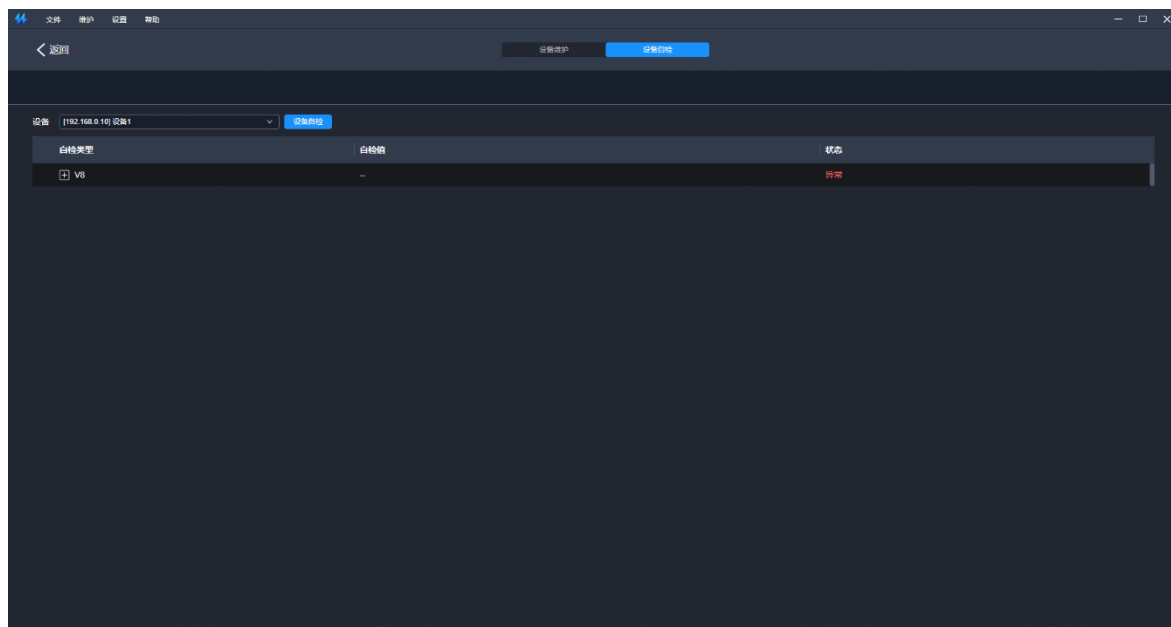 文件 维护 设置 帮助
返回 设备维护 设备自检
设备 [192.168.0.10] 设备1 设备自检
自检类型 自检值 状态
V8 -- 异常